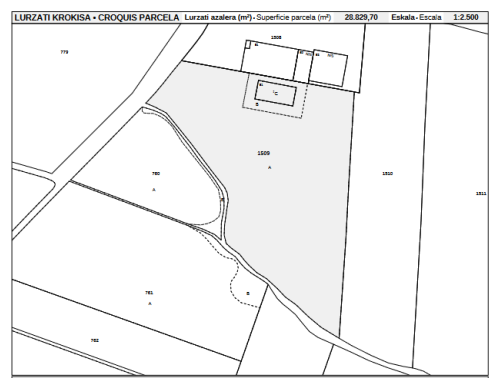 LURZATI KROKISA • CROQUIS PARCELA Lurzati azalera (m²) • Superficie parcela (m²) 28.829,70 Eskala • Escala 1:2.500
1508
779
B
1509
A
760
A
1510
1511
761
A
B
762